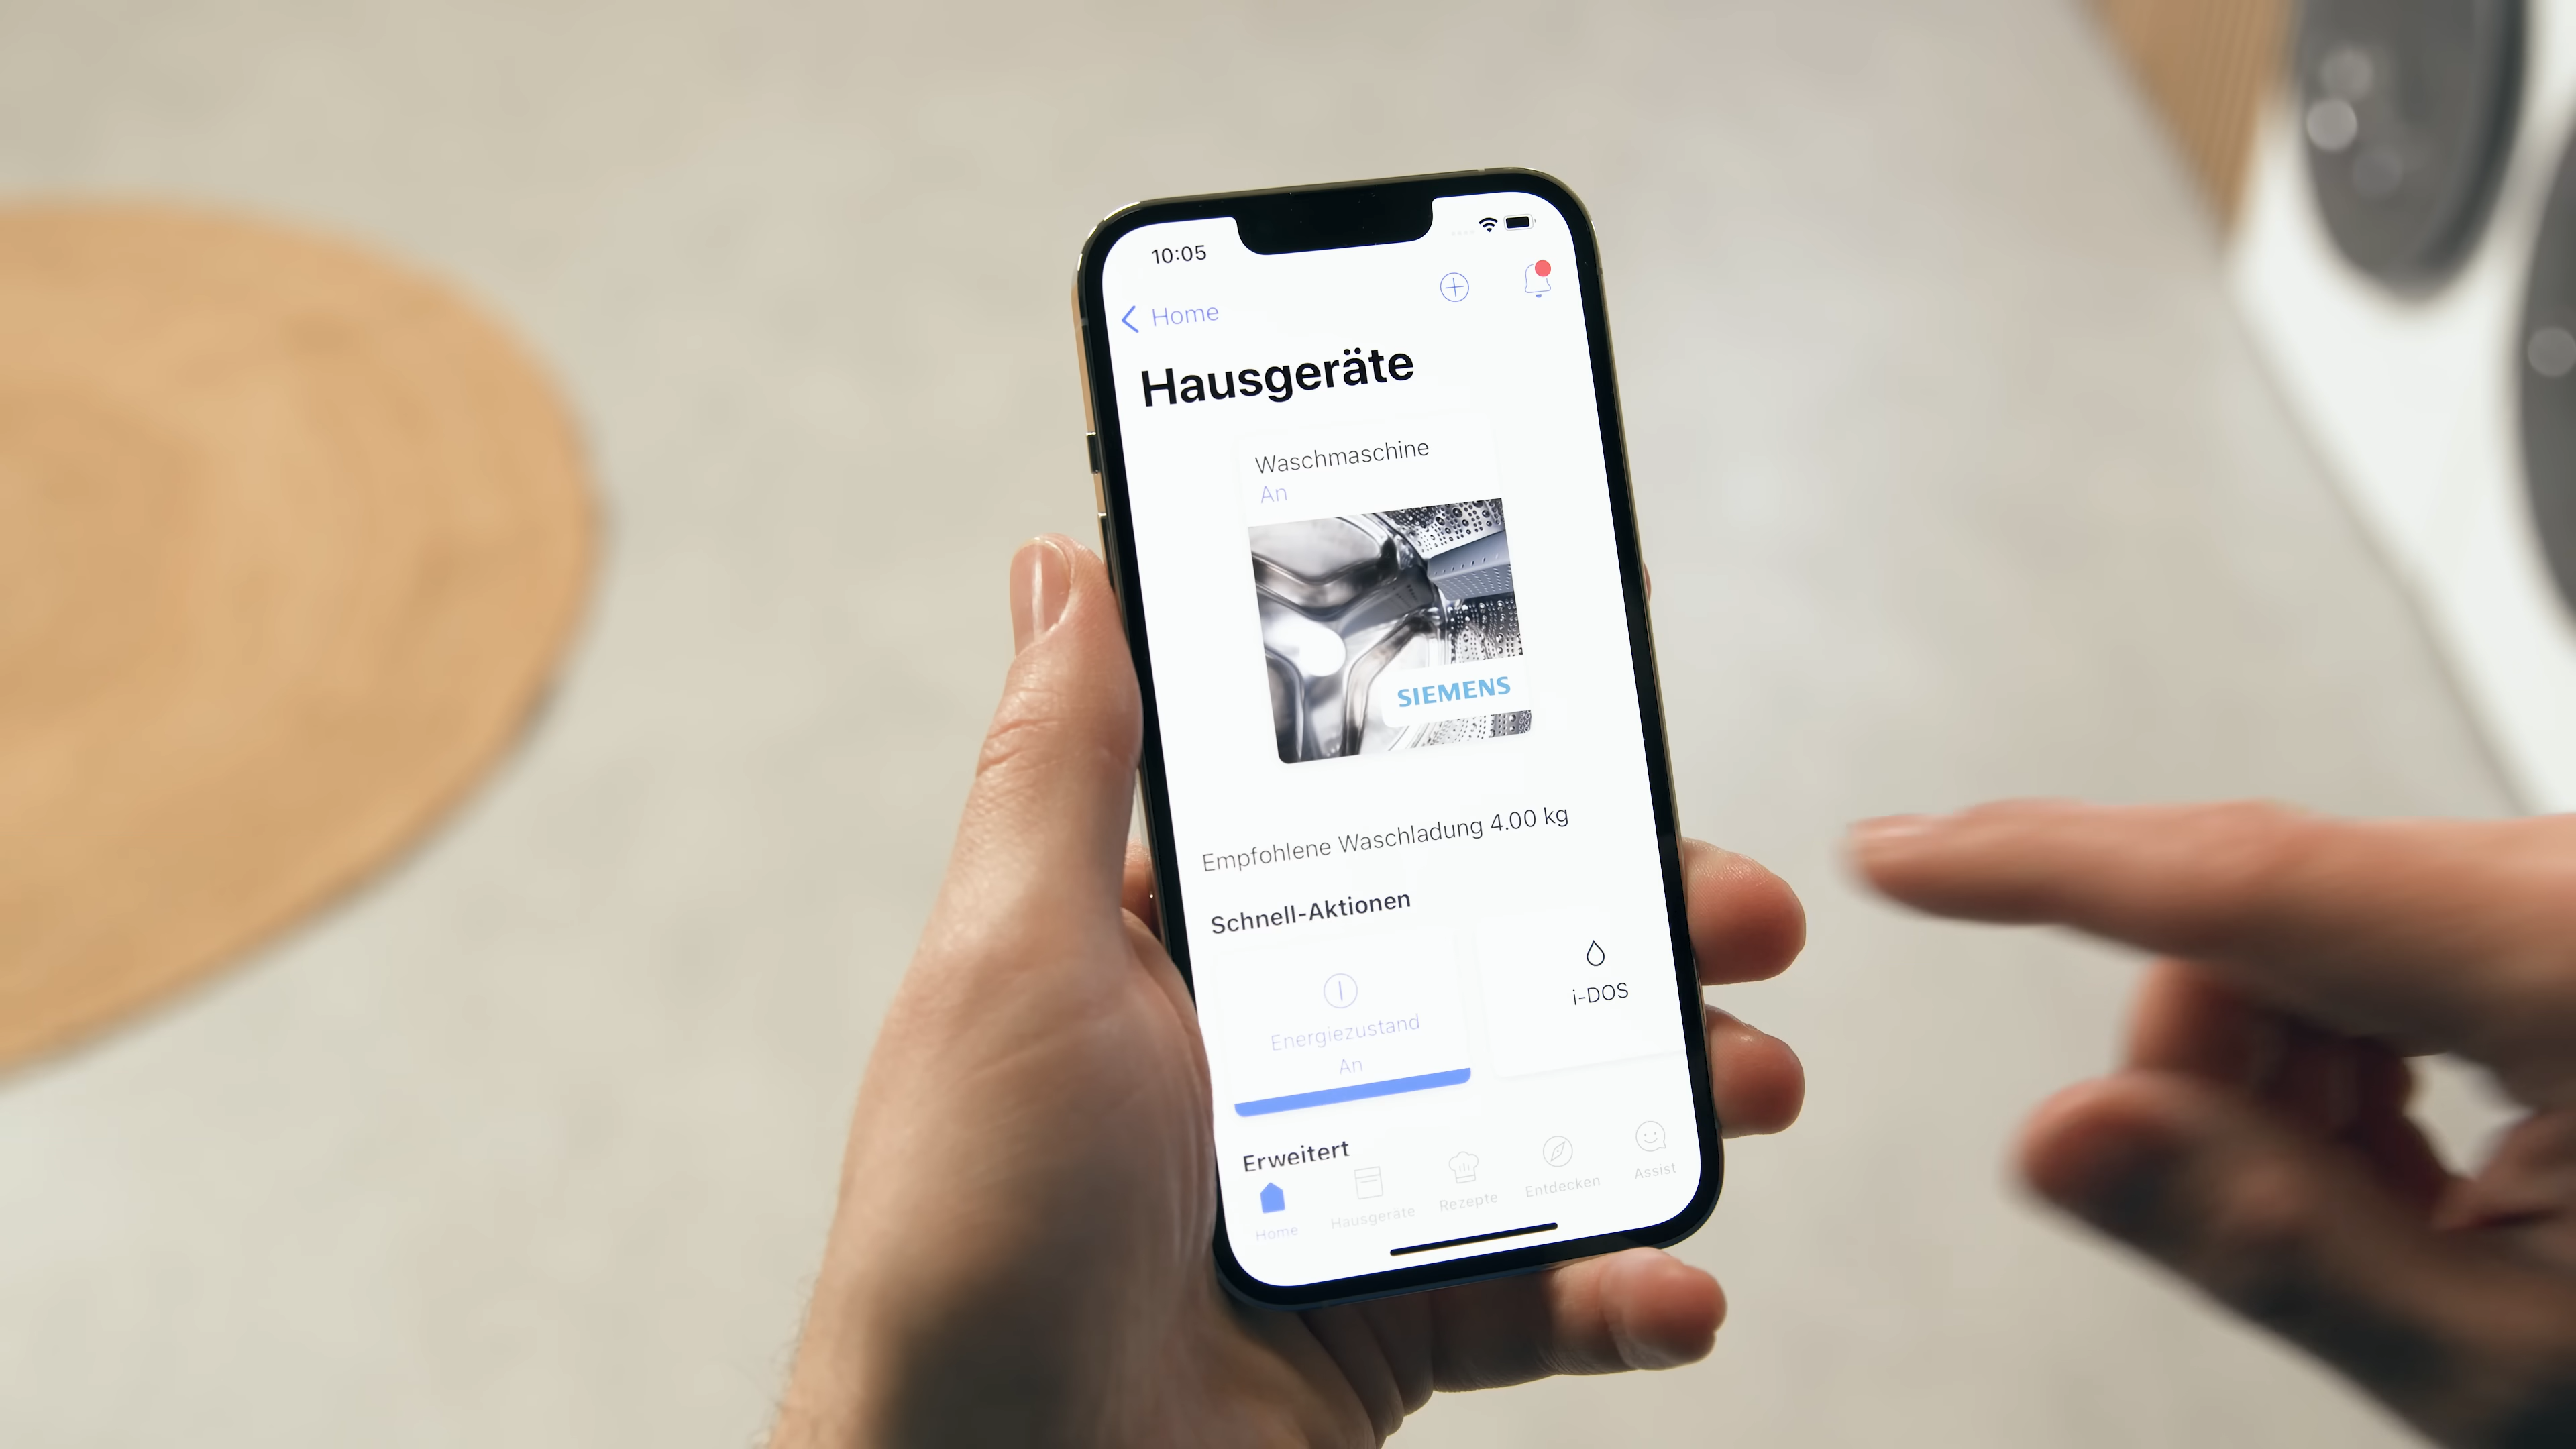 10:05
Home
Hausgeräte
Waschmaschine
An
SIEMENS
Empfohlene Waschladung 4.00 kg
Schnell-Aktionen
Energiezustand
An
i-DOS
Erweitert
Home
Hausgeräte
Rezepte
Entdecken
Assist